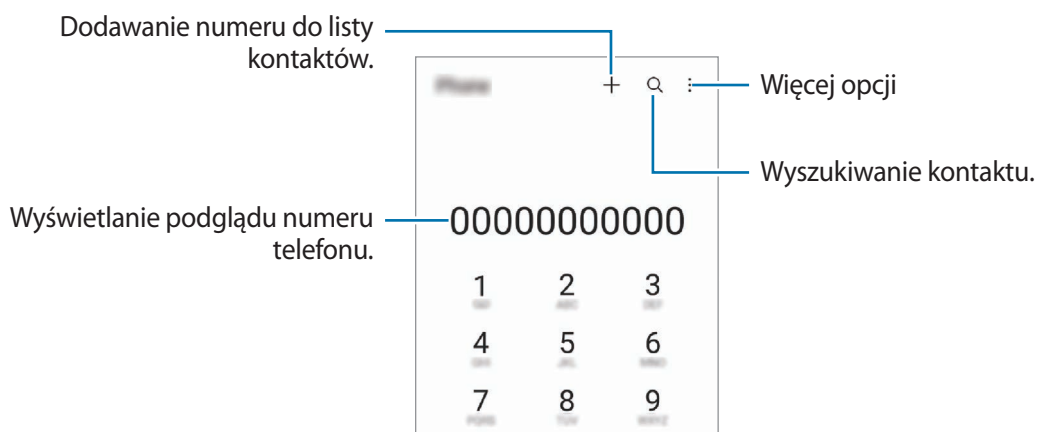 Dodawanie numeru do listy
kontaktów.
Więcej opcji
Wyszukiwanie kontaktu.
Wyświetlanie podglądu numeru
telefonu.
00000000000
1 2 3
4 5 6
7 8 9